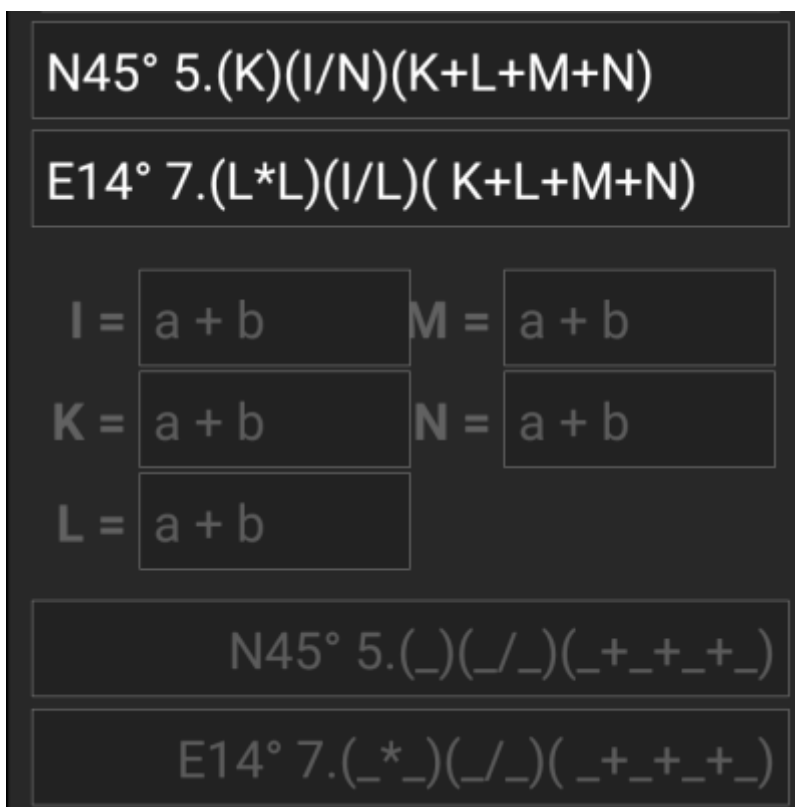 N45° 5.(K)(I/N)(K+L+M+N)
E14° 7.(L*L)(I/L)( K+L+M+N)
I = a + b M = a + b
K = a + b N = a + b
L = a + b
N45° 5.(_)(_/_)(_+_+_+_)
E14° 7.(_*_)(_/_)( _+_+_+_)